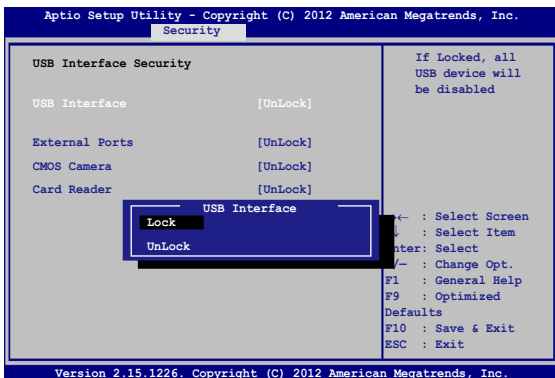 Aptio Setup Utility - Copyright (C) 2012 American Megatrends, Inc.
Security
USB Interface Security
USB Interface [UnLock]
External Ports [UnLock]
CMOS Camera [UnLock]
Card Reader [UnLock]
USB Interface
Lock
UnLock
If Locked, all
USB device will
be disabled
← : Select Screen
↓ : Select Item
nter: Select
/— : Change Opt.
F1 : General Help
F9 : Optimized
Defaults
F10 : Save & Exit
ESC : Exit
Version 2.15.1226. Copyright (C) 2012 American Megatrends, Inc.